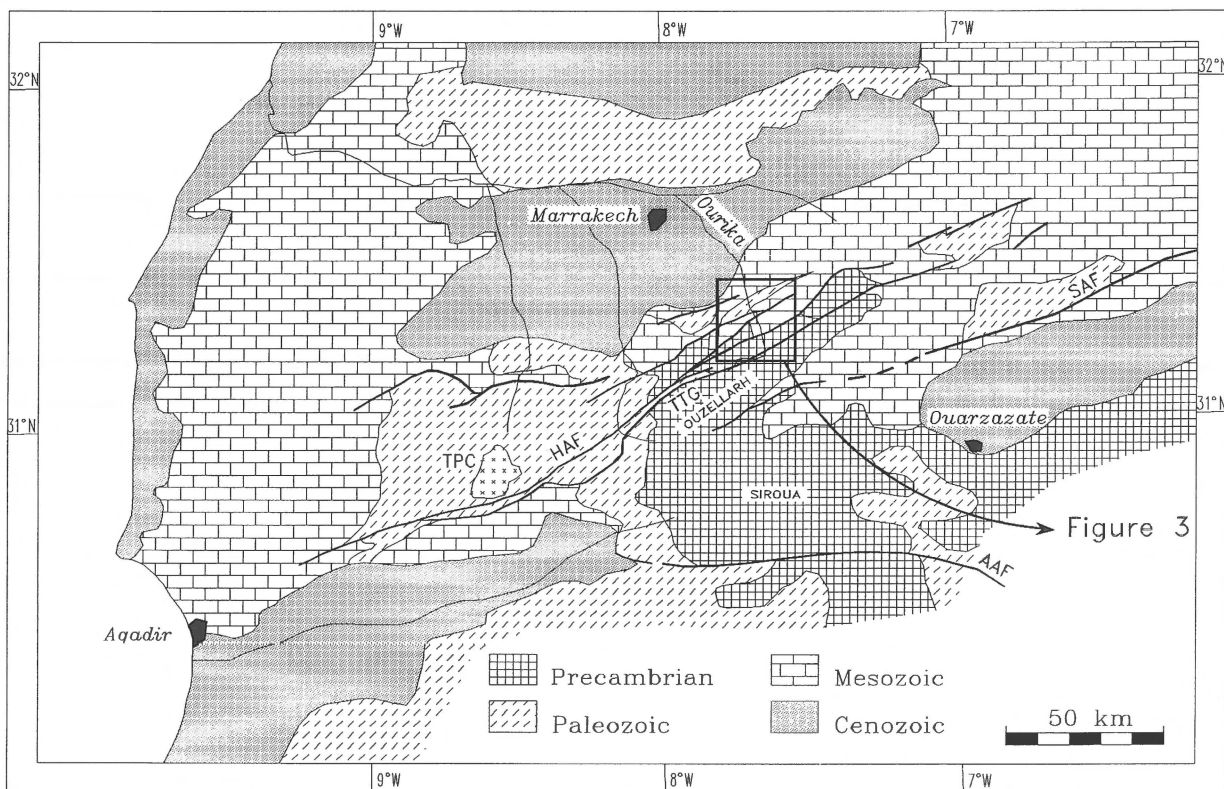 9°W
8°W
7°W
32°N
32°N
Marrakech
Ourika
SAF
31°N
31°N
TTG
OUZELLARH
Ouarzazate
HAF
TPC
SIROUA
Figure 3
AAF
Agadir
Precambrian
Mesozoic
Paleozoic
Cenozoic
50 km
9°W
8°W
7°W